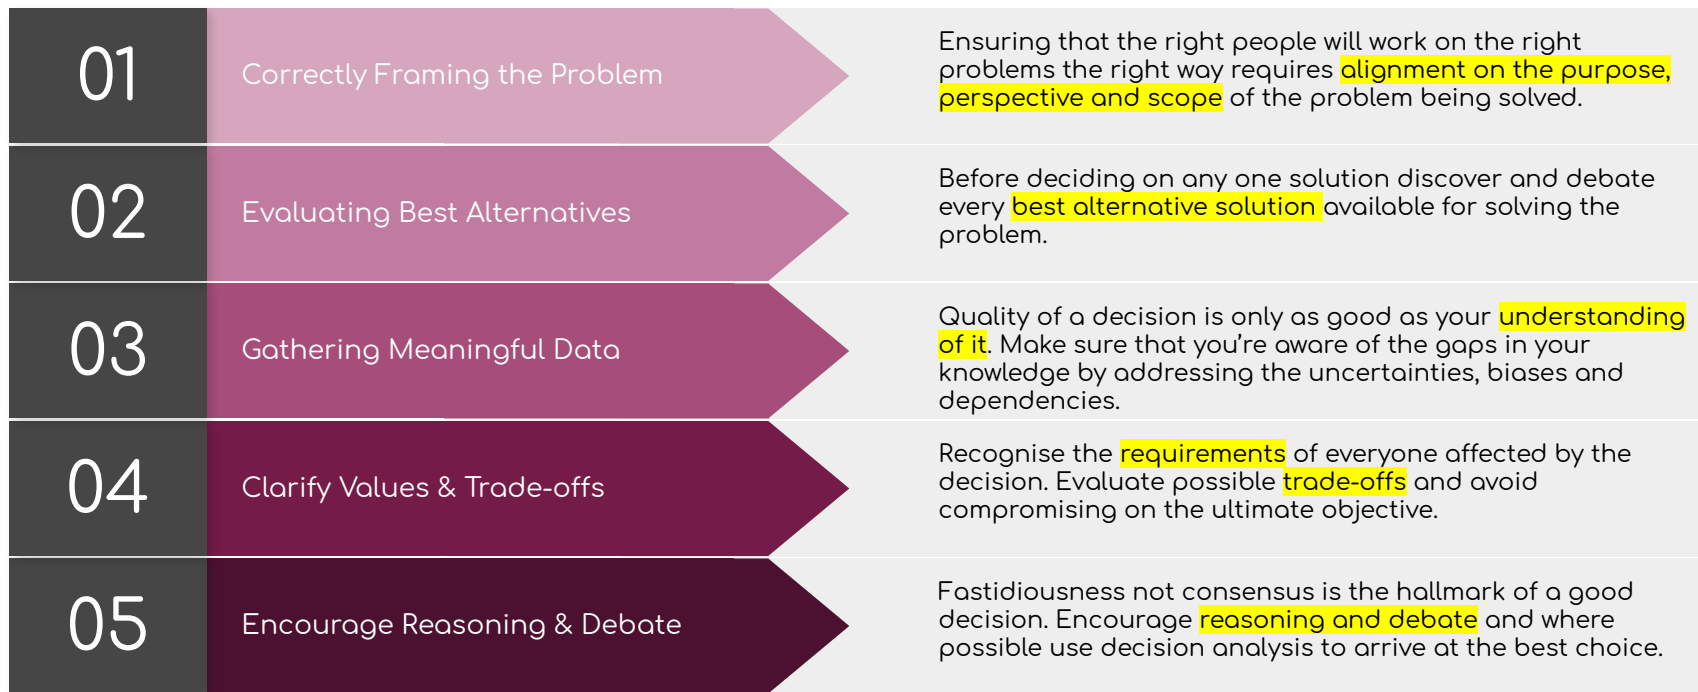 01
Correctly Framing the Problem
Ensuring that the right people will work on the right
problems the right way requires alignment on the purpose,
perspective and scope of the problem being solved.
02
Evaluating Best Alternatives
Before deciding on any one solution discover and debate
every best alternative solution available for solving the
problem.
03
Gathering Meaningful Data
Quality of a decision is only as good as your understanding
of it. Make sure that you’re aware of the gaps in your
knowledge by addressing the uncertainties, biases and
dependencies.
04
Clarify Values & Trade-offs
Recognise the requirements of everyone affected by the
decision. Evaluate possible trade-offs and avoid
compromising on the ultimate objective.
05
Encourage Reasoning & Debate
Fastidiousness not consensus is the hallmark of a good
decision. Encourage reasoning and debate and where
possible use decision analysis to arrive at the best choice.